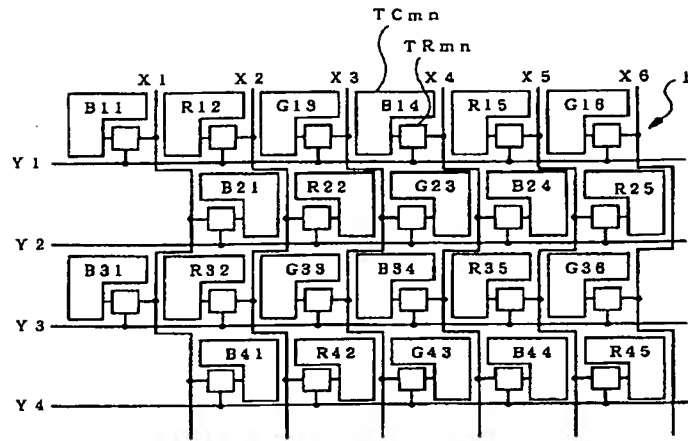 TCmn
TRmn
X1 X2 X3 X4 X5 X6
B11 R12 G13 B14 R15 G16
Y1
B21 R22 G23 B24 R25
Y2
B31 R32 G33 B34 R35 G36
Y3
B41 R42 G43 B44 R45
Y4